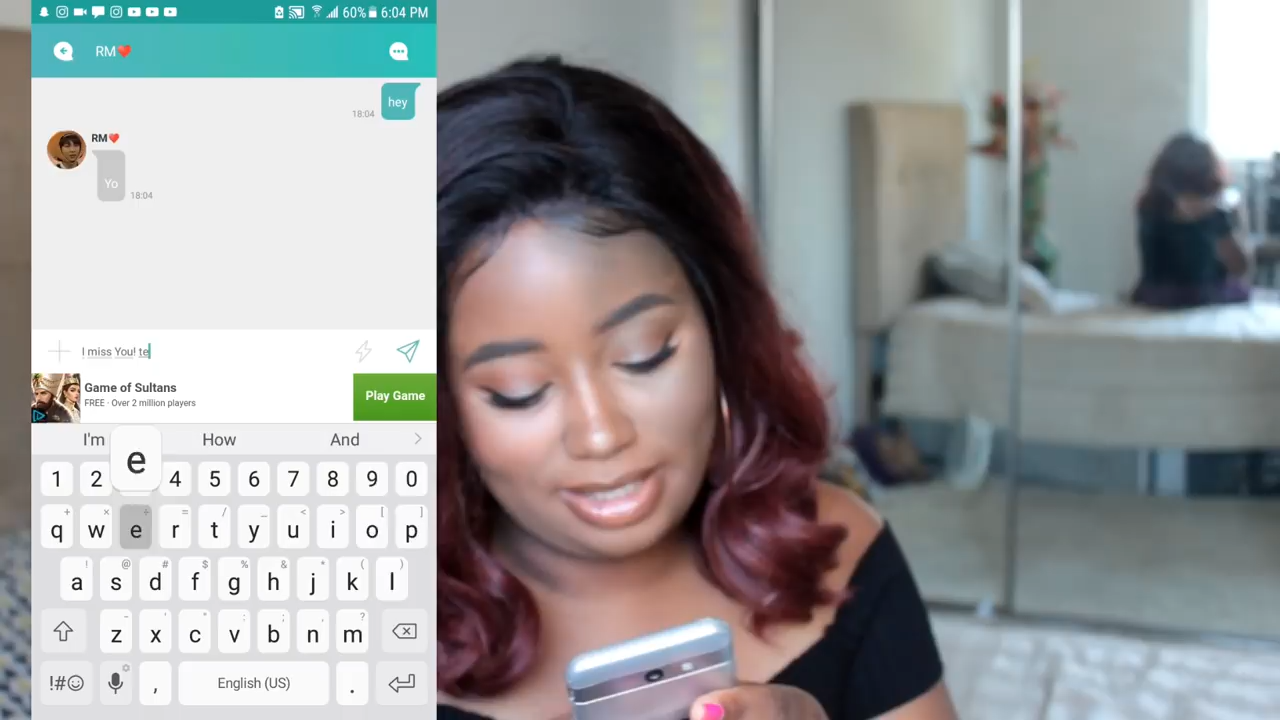 60% 6:04 PM
RM❤️
hey
18:04
RM❤️
Yo
18:04
I miss You! te
Game of Sultans
FREE · Over 2 million players
Play Game
I'm How And
e
1 2 4 5 6 7 8 9 0
+ × ÷ = / _ < > [ ]
q w e r t y u i o p
! @ # $ % & * ( )
a s d f g h j k l
- ' " : ; , ?
z x c v b n m
!#☺ , English (US) .